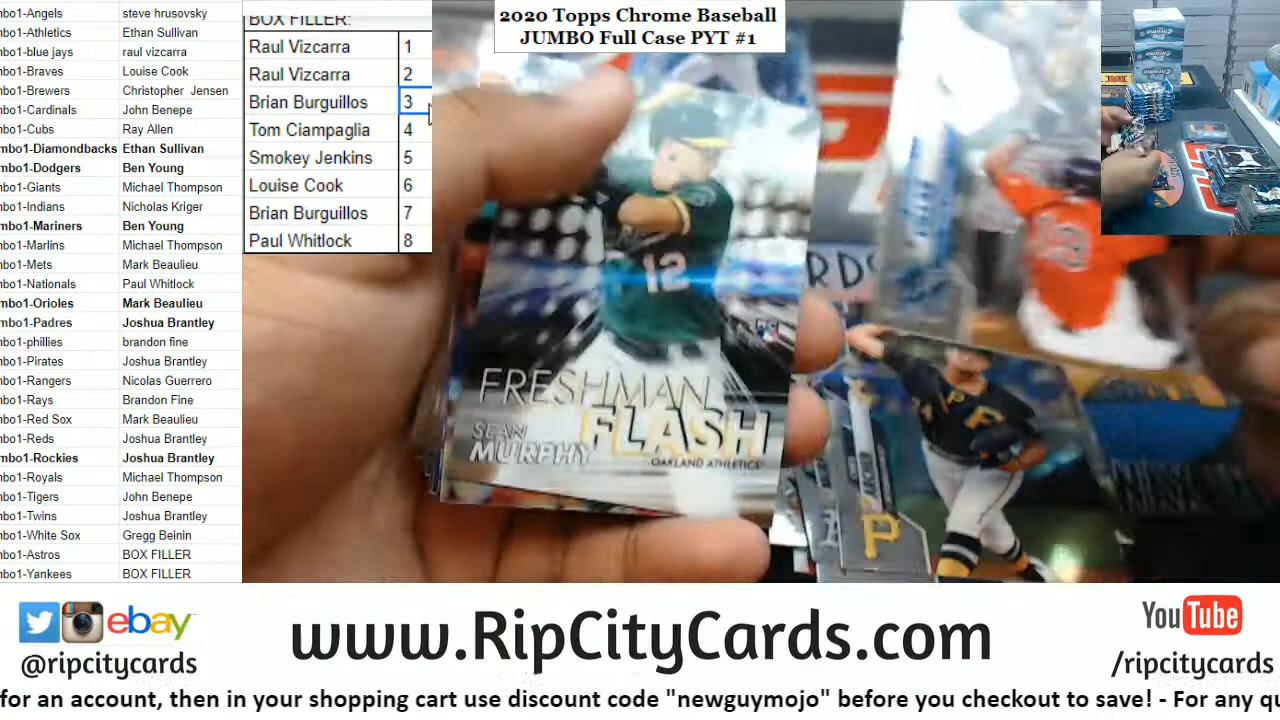 mbo1-Angels steve hrusovsky
mbo1-Athletics Ethan Sullivan
mbo1-blue jays raul vizcarra
mbo1-Braves Louise Cook
mbo1-Brewers Christopher Jensen
mbo1-Cardinals John Benepe
mbo1-Cubs Ray Allen
mbo1-Diamondbacks Ethan Sullivan
mbo1-Dodgers Ben Young
mbo1-Giants Michael Thompson
mbo1-Indians Nicholas Kriger
mbo1-Mariners Ben Young
mbo1-Marlins Michael Thompson
mbo1-Mets Mark Beaulieu
mbo1-Nationals Paul Whitlock
mbo1-Orioles Mark Beaulieu
mbo1-Padres Joshua Brantley
mbo1-phillies brandon fine
mbo1-Pirates Joshua Brantley
mbo1-Rangers Nicolas Guerrero
mbo1-Rays Brandon Fine
mbo1-Red Sox Mark Beaulieu
mbo1-Reds Joshua Brantley
mbo1-Rockies Joshua Brantley
mbo1-Royals Michael Thompson
mbo1-Tigers John Benepe
mbo1-Twins Joshua Brantley
mbo1-White Sox Gregg Beinin
mbo1-Astros BOX FILLER
mbo1-Yankees BOX FILLER
BOX FILLER:
Raul Vizcarra 1
Raul Vizcarra 2
Brian Burguillos 3
Tom Ciampaglia 4
Smokey Jenkins 5
Louise Cook 6
Brian Burguillos 7
Paul Whitlock 8
2020 Topps Chrome Baseball
JUMBO Full Case PYT #1
12
FRESHMAN
FLASH
SEAN
MURPHY
OAKLAND ATHLETICS
19
ARCHER
P
P
ebay
@ripcitycards
www.RipCityCards.com
YouTube
/ripcitycards
for an account, then in your shopping cart use discount code "newguymojo" before you checkout to save! - For any qu